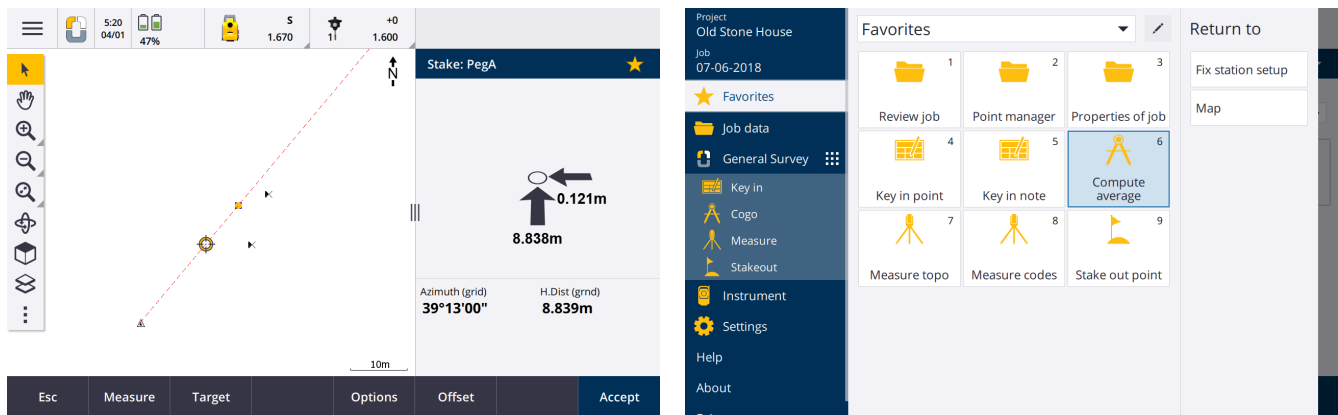 5:20
04/01
47%
S
1.670
1
+0
1.600
N
Stake: PegA
0.121m
8.838m
Azimuth (grid)
H.Dist (grnd)
39°13'00"
8.839m
10m
Esc
Measure
Target
Options
Offset
Accept
Project
Old Stone House
Job
07-06-2018
Favorites
Job data
General Survey
Key in
Cogo
Measure
Stakeout
Instrument
Settings
Help
About
Favorites
1
Review job
2
Point manager
3
Properties of job
4
Key in point
5
Key in note
6
Compute
average
7
Measure topo
8
Measure codes
9
Stake out point
Return to
Fix station setup
Map